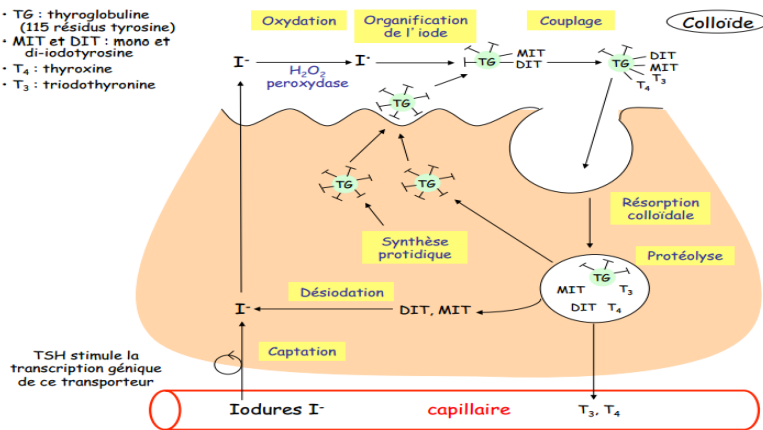 • TG : thyroglobuline
(115 résidus tyrosine)
• MIT et DIT : mono et
di-iodotyrosine
• T₄ : thyroxine
• T₃ : triodothyronine
Oxydation
Organification
de l'iode
Couplage
Colloïde
I⁻
H₂O₂
peroxydase
I·
TG
MIT
DIT
TG
DIT
MIT
T₃
T₄
TG
TG
TG
Synthèse
protidique
Résorption
colloïdale
Protéolyse
TG
MIT
T₃
DIT
T₄
Désiodation
I⁻
DIT, MIT
TSH stimule la
transcription génique
de ce transporteur
Captation
Iodures I⁻
capillaire
T₃, T₄